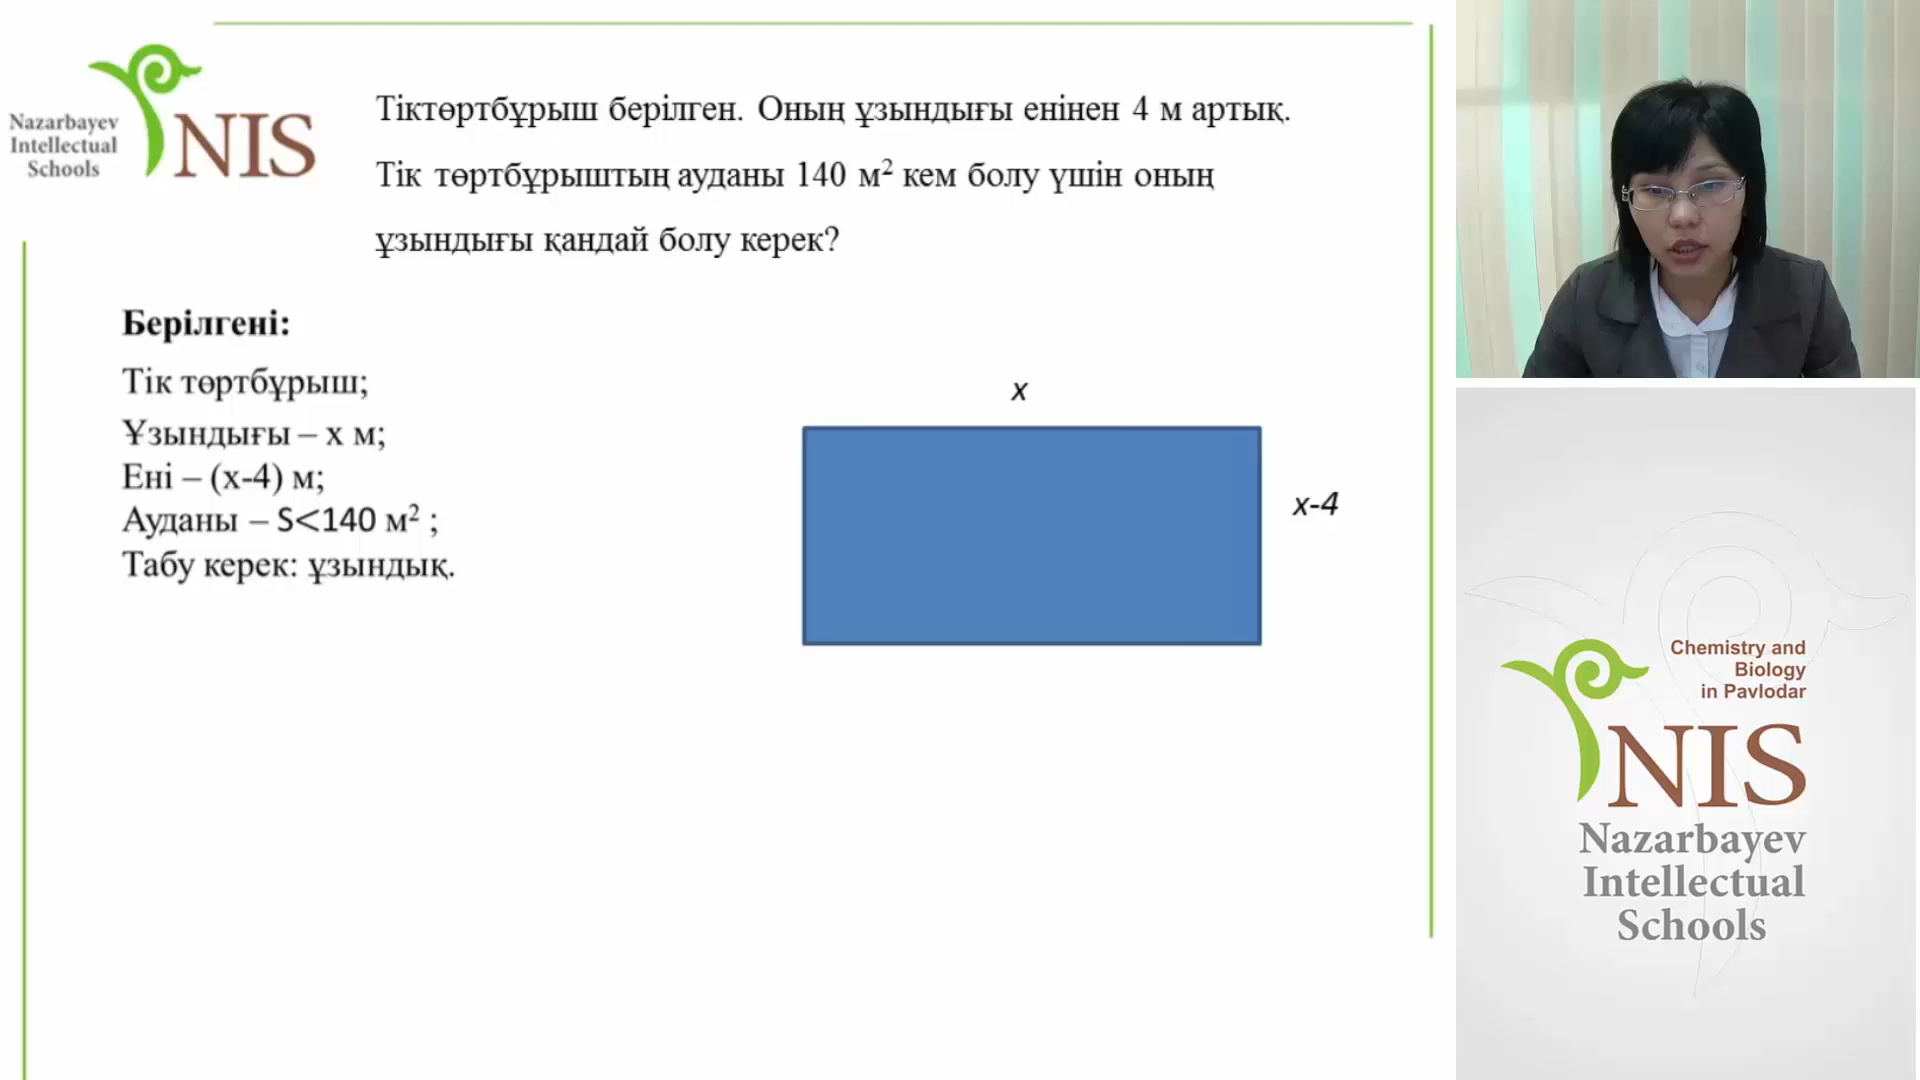 Nazarbayev
Intellectual
Schools
NIS
Тіктөртбұрыш берілген. Оның ұзындығы енінен 4 м артық.
Тік төртбұрыштың ауданы 140 м² кем болу үшін оның
ұзындығы қандай болу керек?
Берілгені:
Тік төртбұрыш;
Ұзындығы – х м;
Ені – (х-4) м;
Ауданы – S<140 м² ;
Табу керек: ұзындық.
x
x-4
Chemistry and
Biology
in Pavlodar
NIS
Nazarbayev
Intellectual
Schools